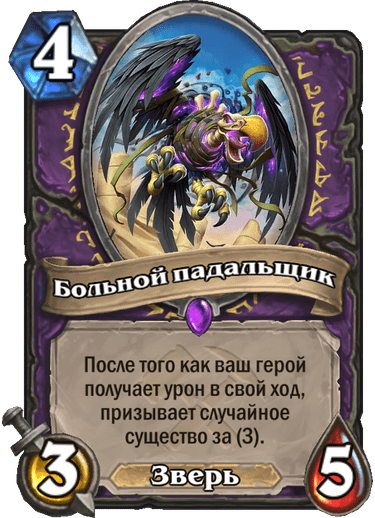 4
Больной падальщик
После того как ваш герой
получает урон в свой ход,
призывает случайное
существо за (3).
3
Зверь
5